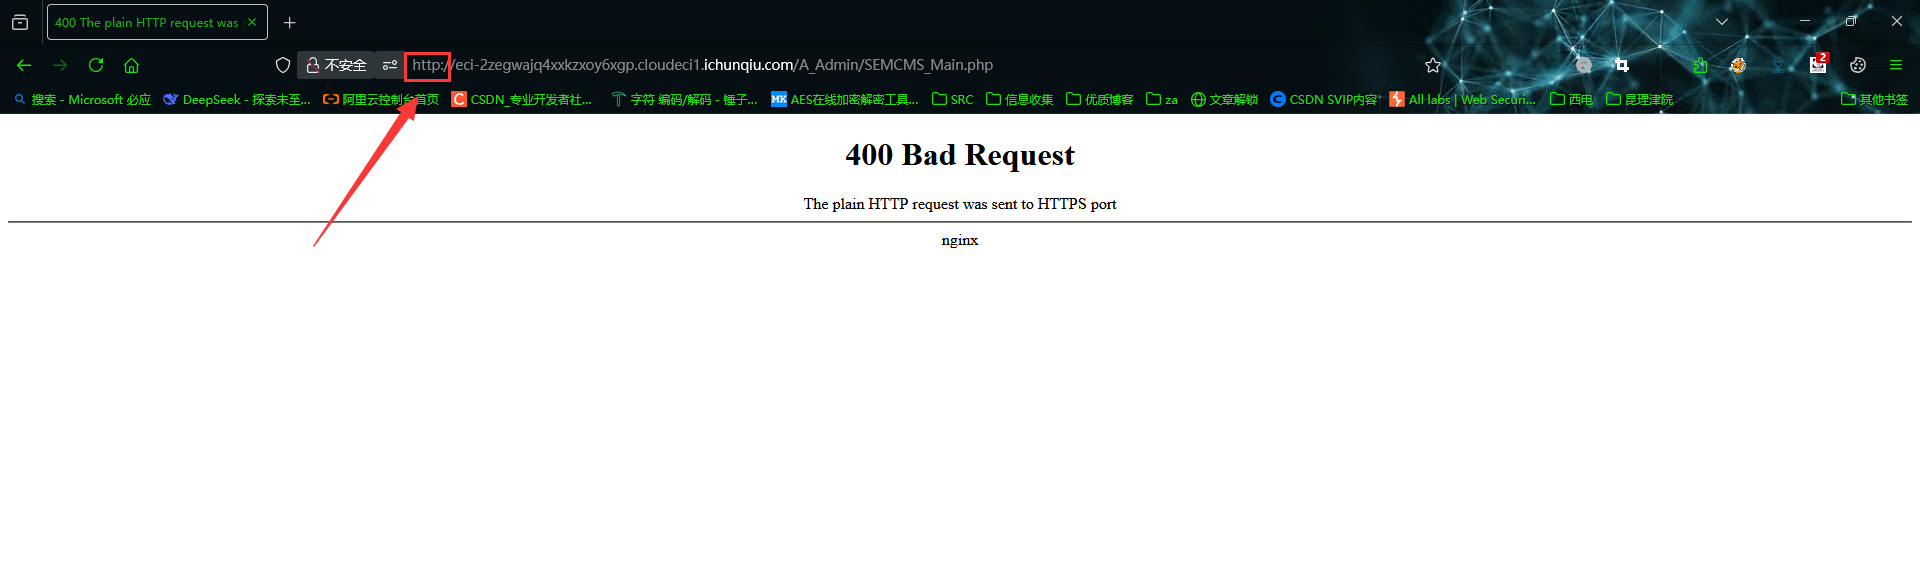 400 The plain HTTP request was
不安全
http://eci-2zegwajq4xxkzxoy6xgp.cloudeci1.ichunqiu.com/A_Admin/SEMCMS_Main.php
2
搜索 - Microsoft 必应 DeepSeek - 探索未至... 阿里云控制台首页 CSDN_专业开发者社... 字符 编码/解码 - 锤子... MK AES在线加密解密工具... SRC 信息收集 优质博客 za 文章解锁 CSDN SVIP内容 All labs | Web Securi... 西电 昆理津院 其他书签
400 Bad Request
The plain HTTP request was sent to HTTPS port
nginx